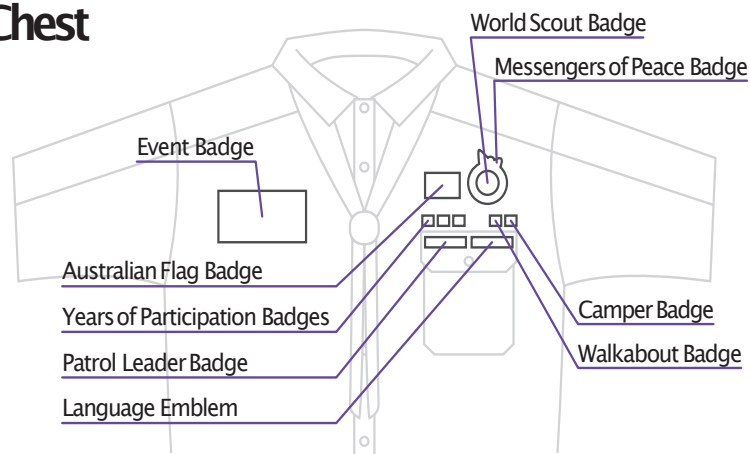 Chest
World Scout Badge
Messengers of Peace Badge
Event Badge
Australian Flag Badge
Years of Participation Badges
Camper Badge
Patrol Leader Badge
Walkabout Badge
Language Emblem